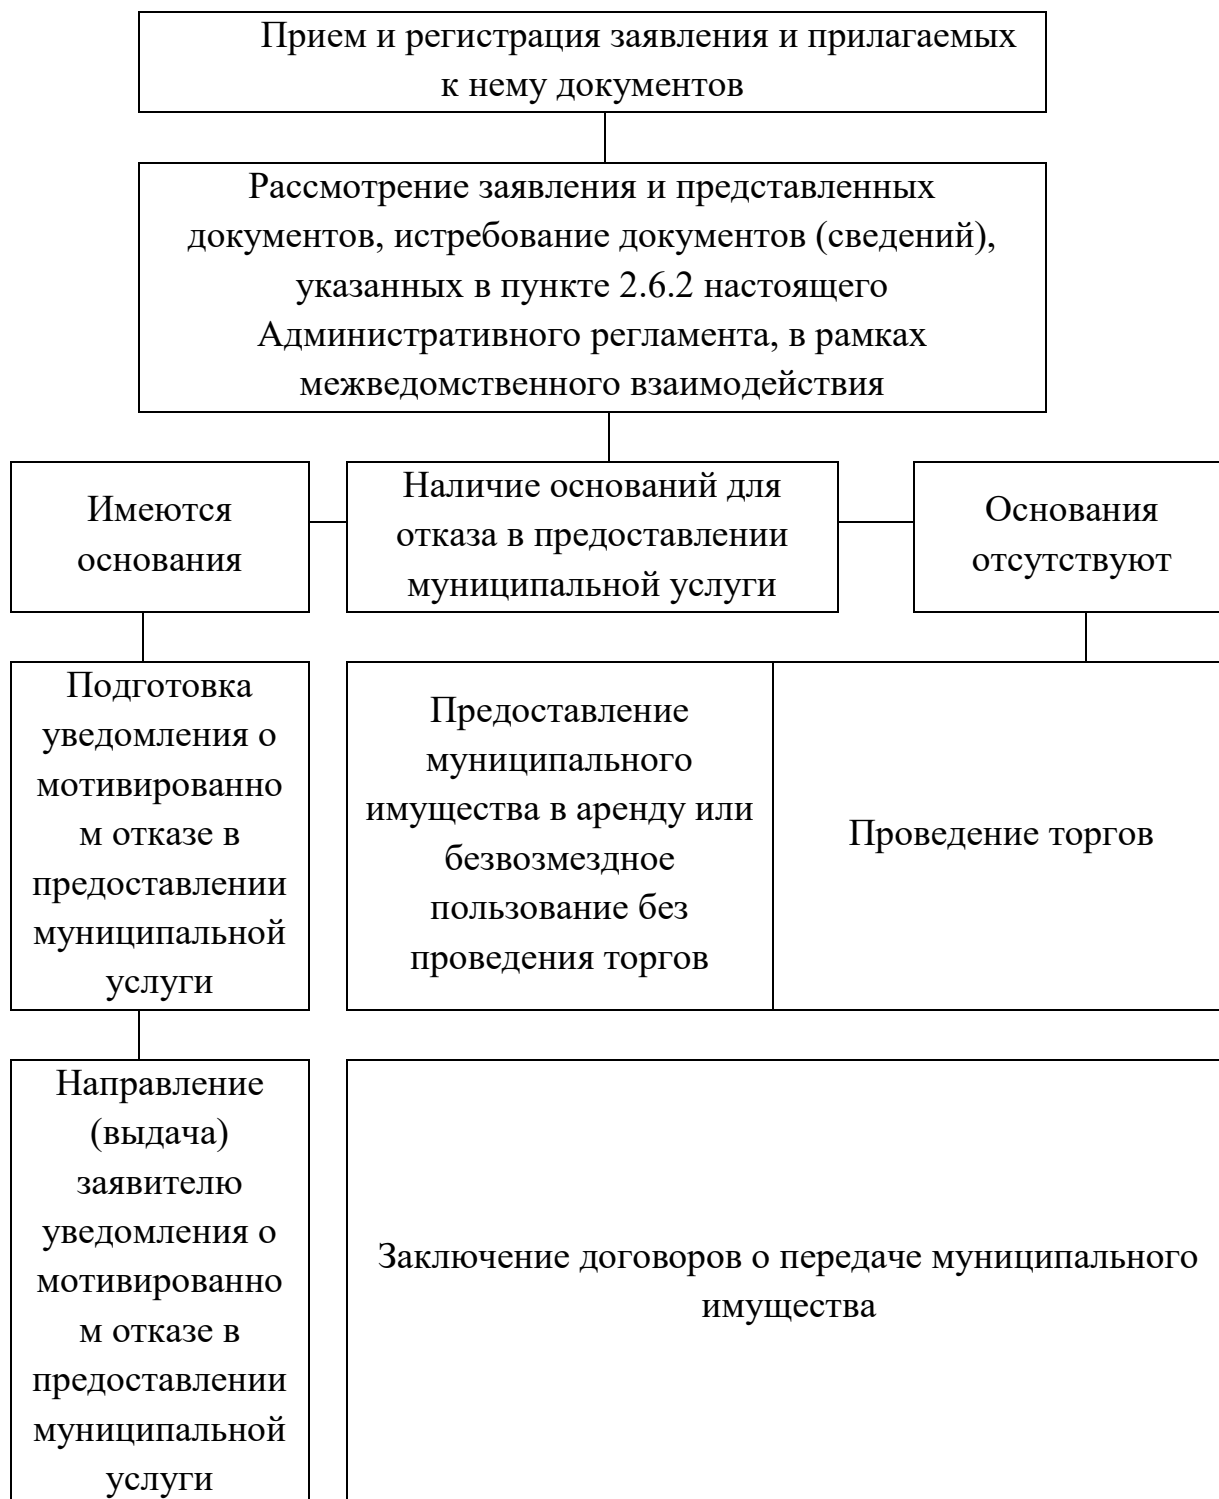 Прием и регистрация заявления и прилагаемых
к нему документов
Рассмотрение заявления и представленных
документов, истребование документов (сведений),
указанных в пункте 2.6.2 настоящего
Административного регламента, в рамках
межведомственного взаимодействия
Имеются
основания
Наличие оснований для
отказа в предоставлении
муниципальной услуги
Основания
отсутствуют
Подготовка
уведомления о
мотивированно
м отказе в
предоставлении
муниципальной
услуги
Предоставление
муниципального
имущества в аренду или
безвозмездное
пользование без
проведения торгов
Проведение торгов
Направление
(выдача)
заявителю
уведомления о
мотивированно
м отказе в
предоставлении
муниципальной
услуги
Заключение договоров о передаче муниципального
имущества